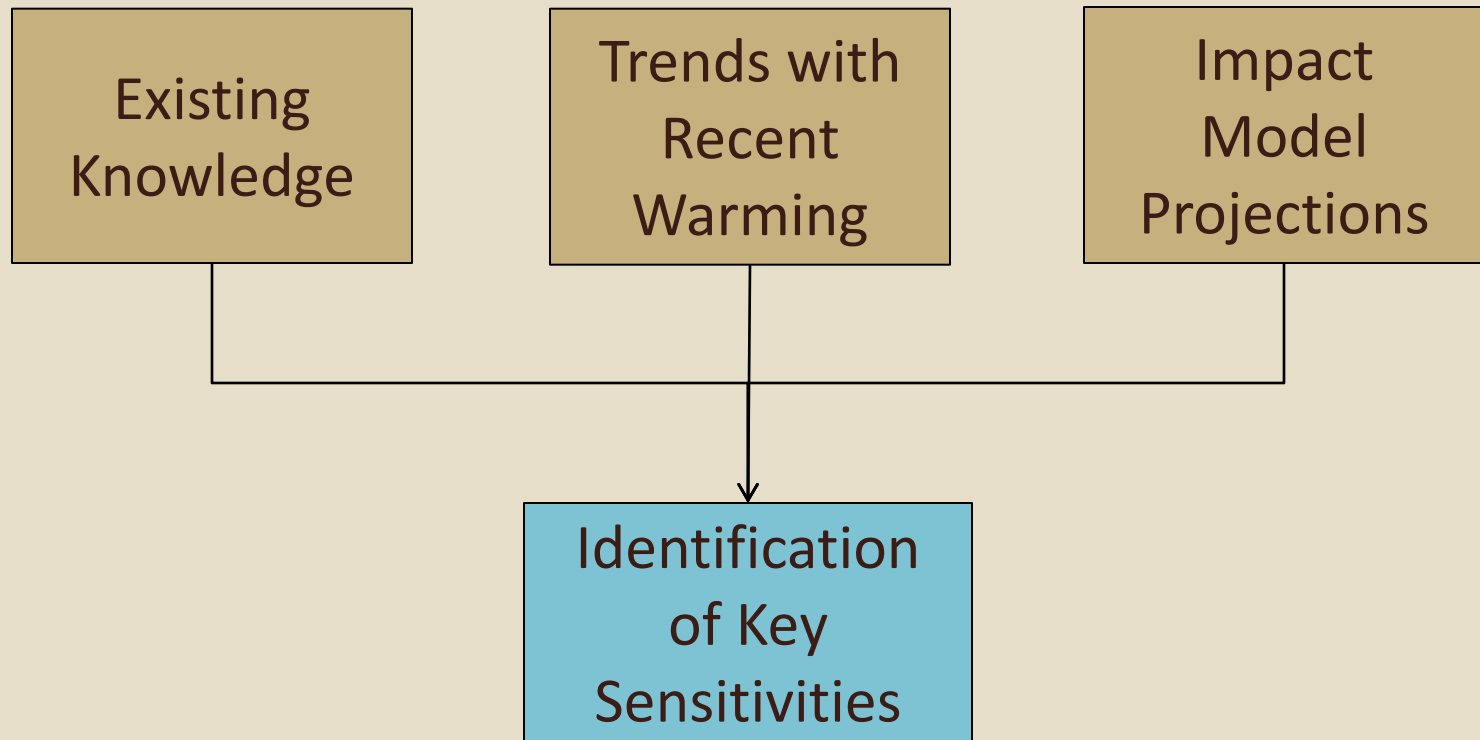 Existing
Knowledge
Trends with
Recent
Warming
Impact
Model
Projections
Identification
of Key
Sensitivities